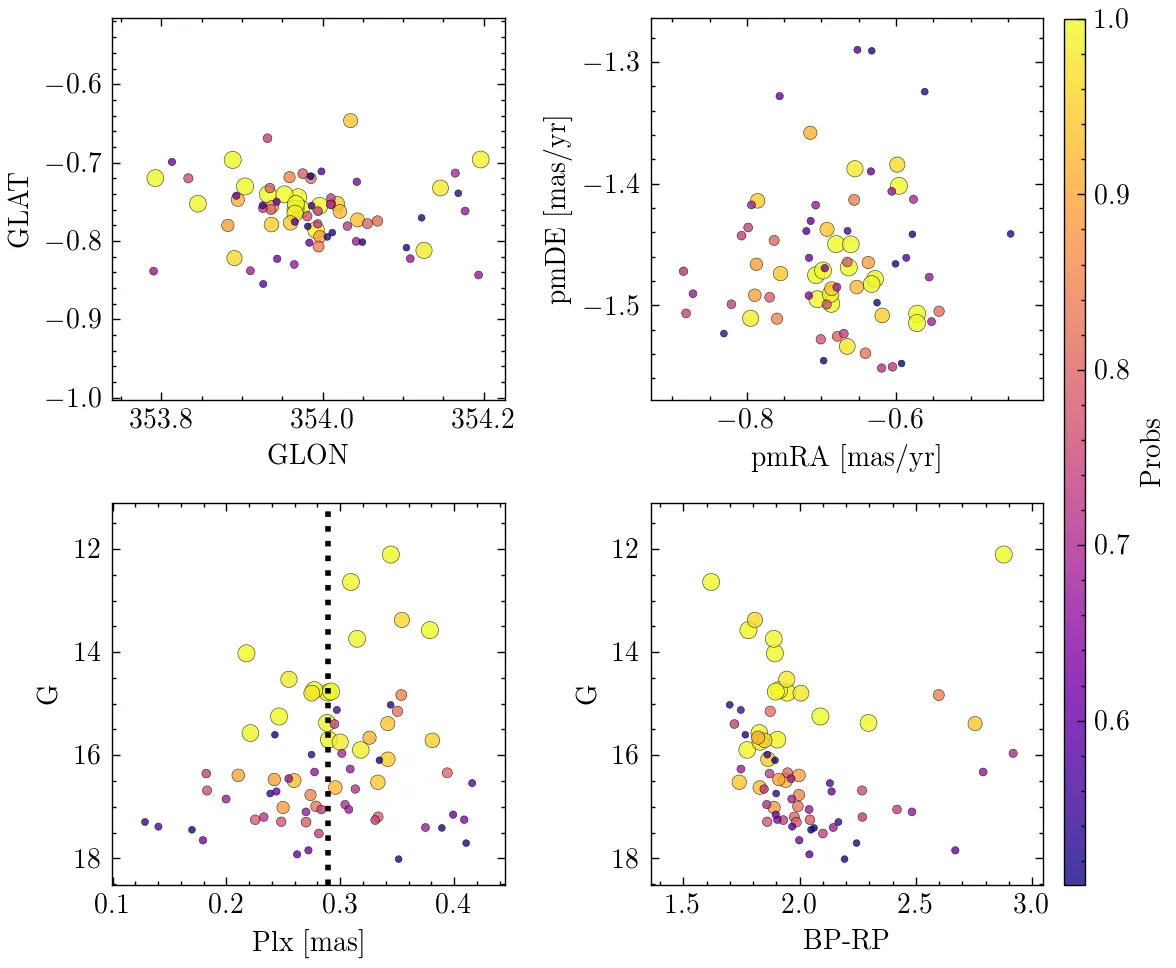 −0.6
−0.7
−0.8
−0.9
−1.0
GLAT
353.8 354.0 354.2
GLON
−1.3
−1.4
−1.5
pmDE [mas/yr]
−0.8 −0.6
pmRA [mas/yr]
12
14
16
18
G
0.1 0.2 0.3 0.4
Plx [mas]
12
14
16
18
G
1.5 2.0 2.5 3.0
BP-RP
1.0
0.9
0.8
0.7
0.6
Probs